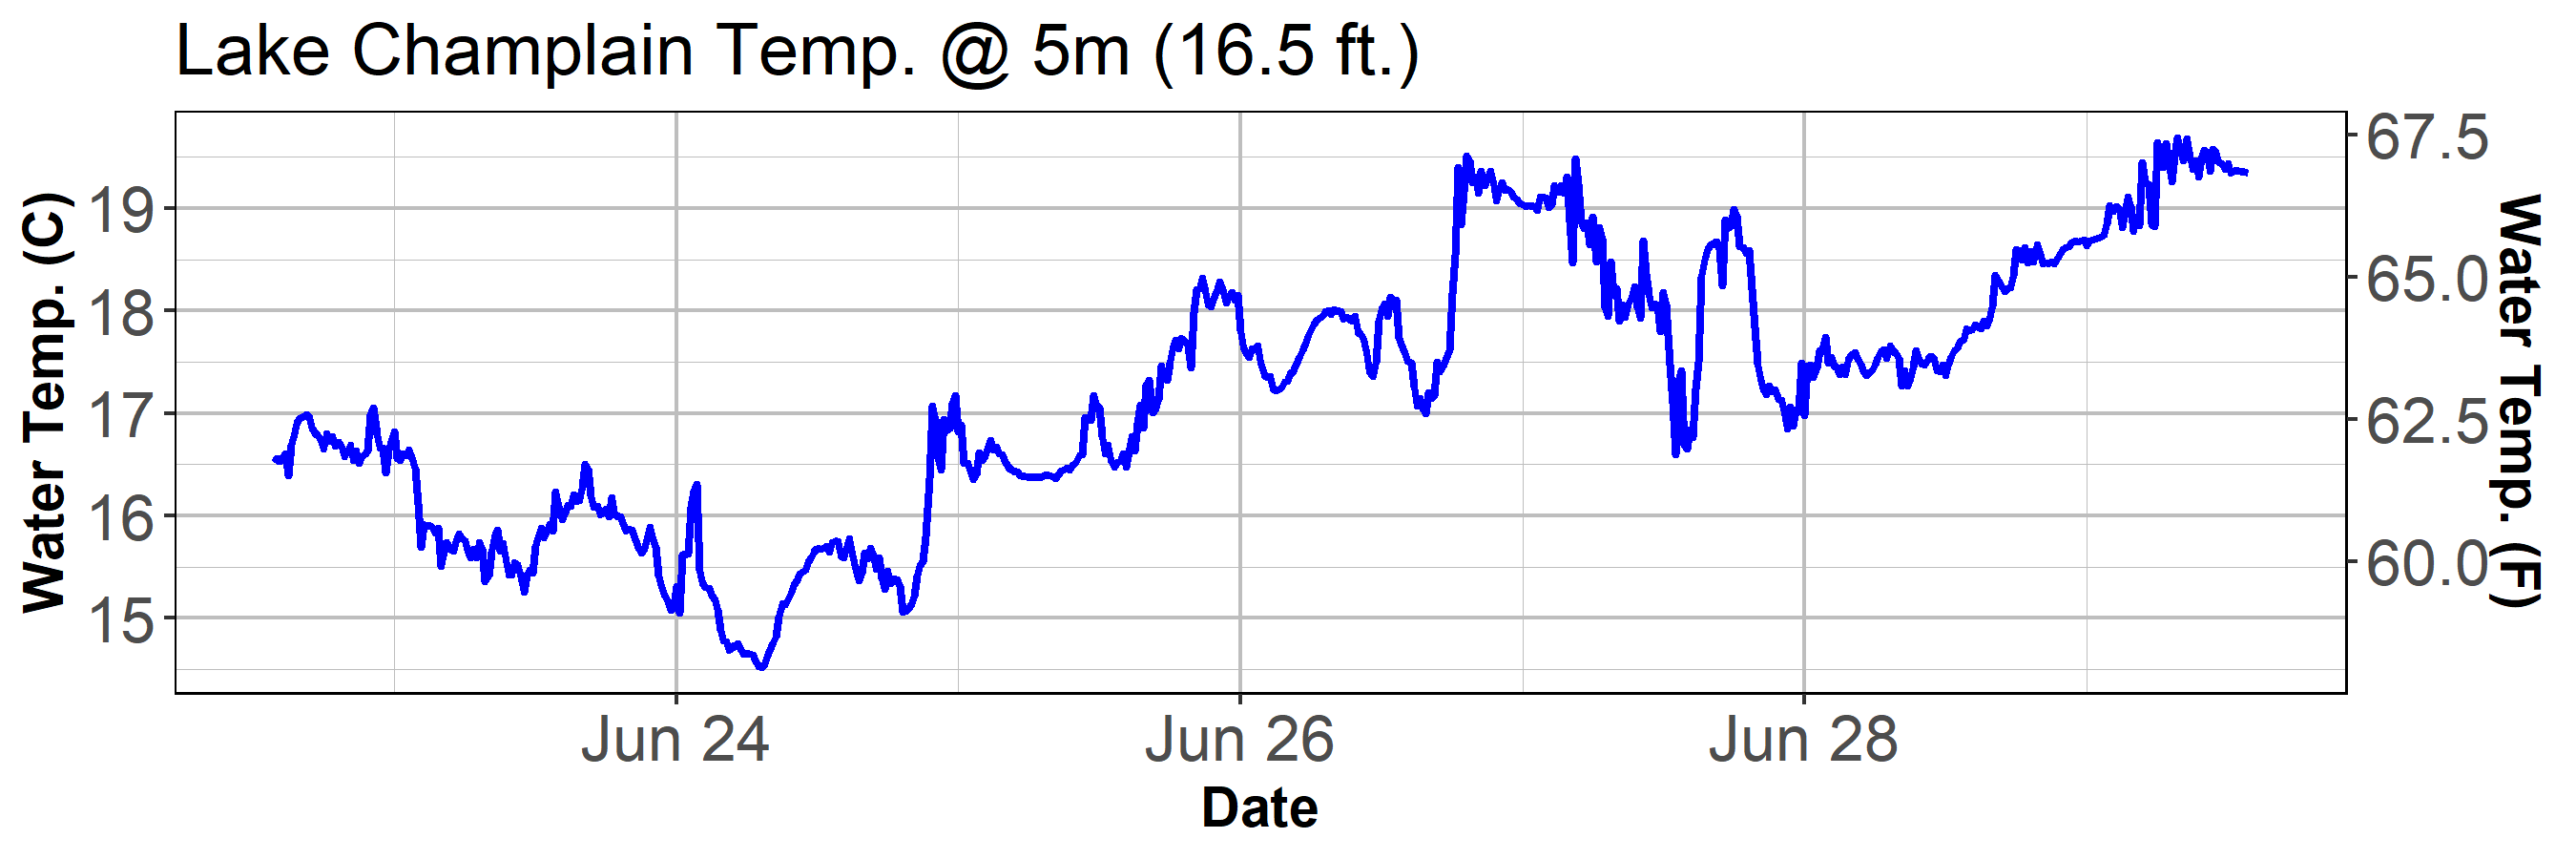 Lake Champlain Temp. @ 5m (16.5 ft.)
Water Temp. (C)
19
18
17
16
15
67.5
65.0
62.5
60.0
Water Temp. (F)
Jun 24
Jun 26
Jun 28
Date